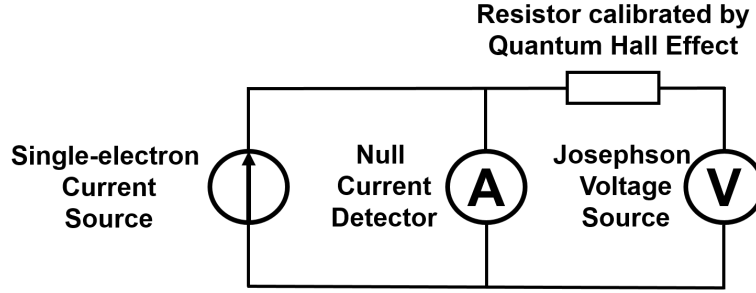 Resistor calibrated by
Quantum Hall Effect
Single-electron
Current
Source
Null
Current
Detector
A
Josephson
Voltage
Source
V